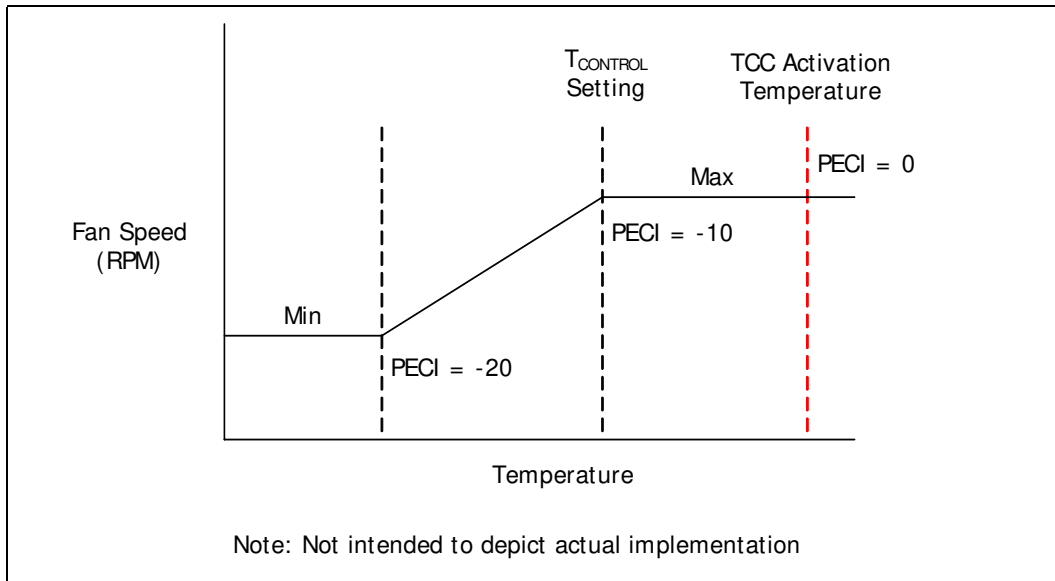 TCONTROL
Setting
TCC Activation
Temperature
PECI = 0
Max
Fan Speed
(RPM)
PECI = -10
Min
PECI = -20
Temperature
Note: Not intended to depict actual implementation